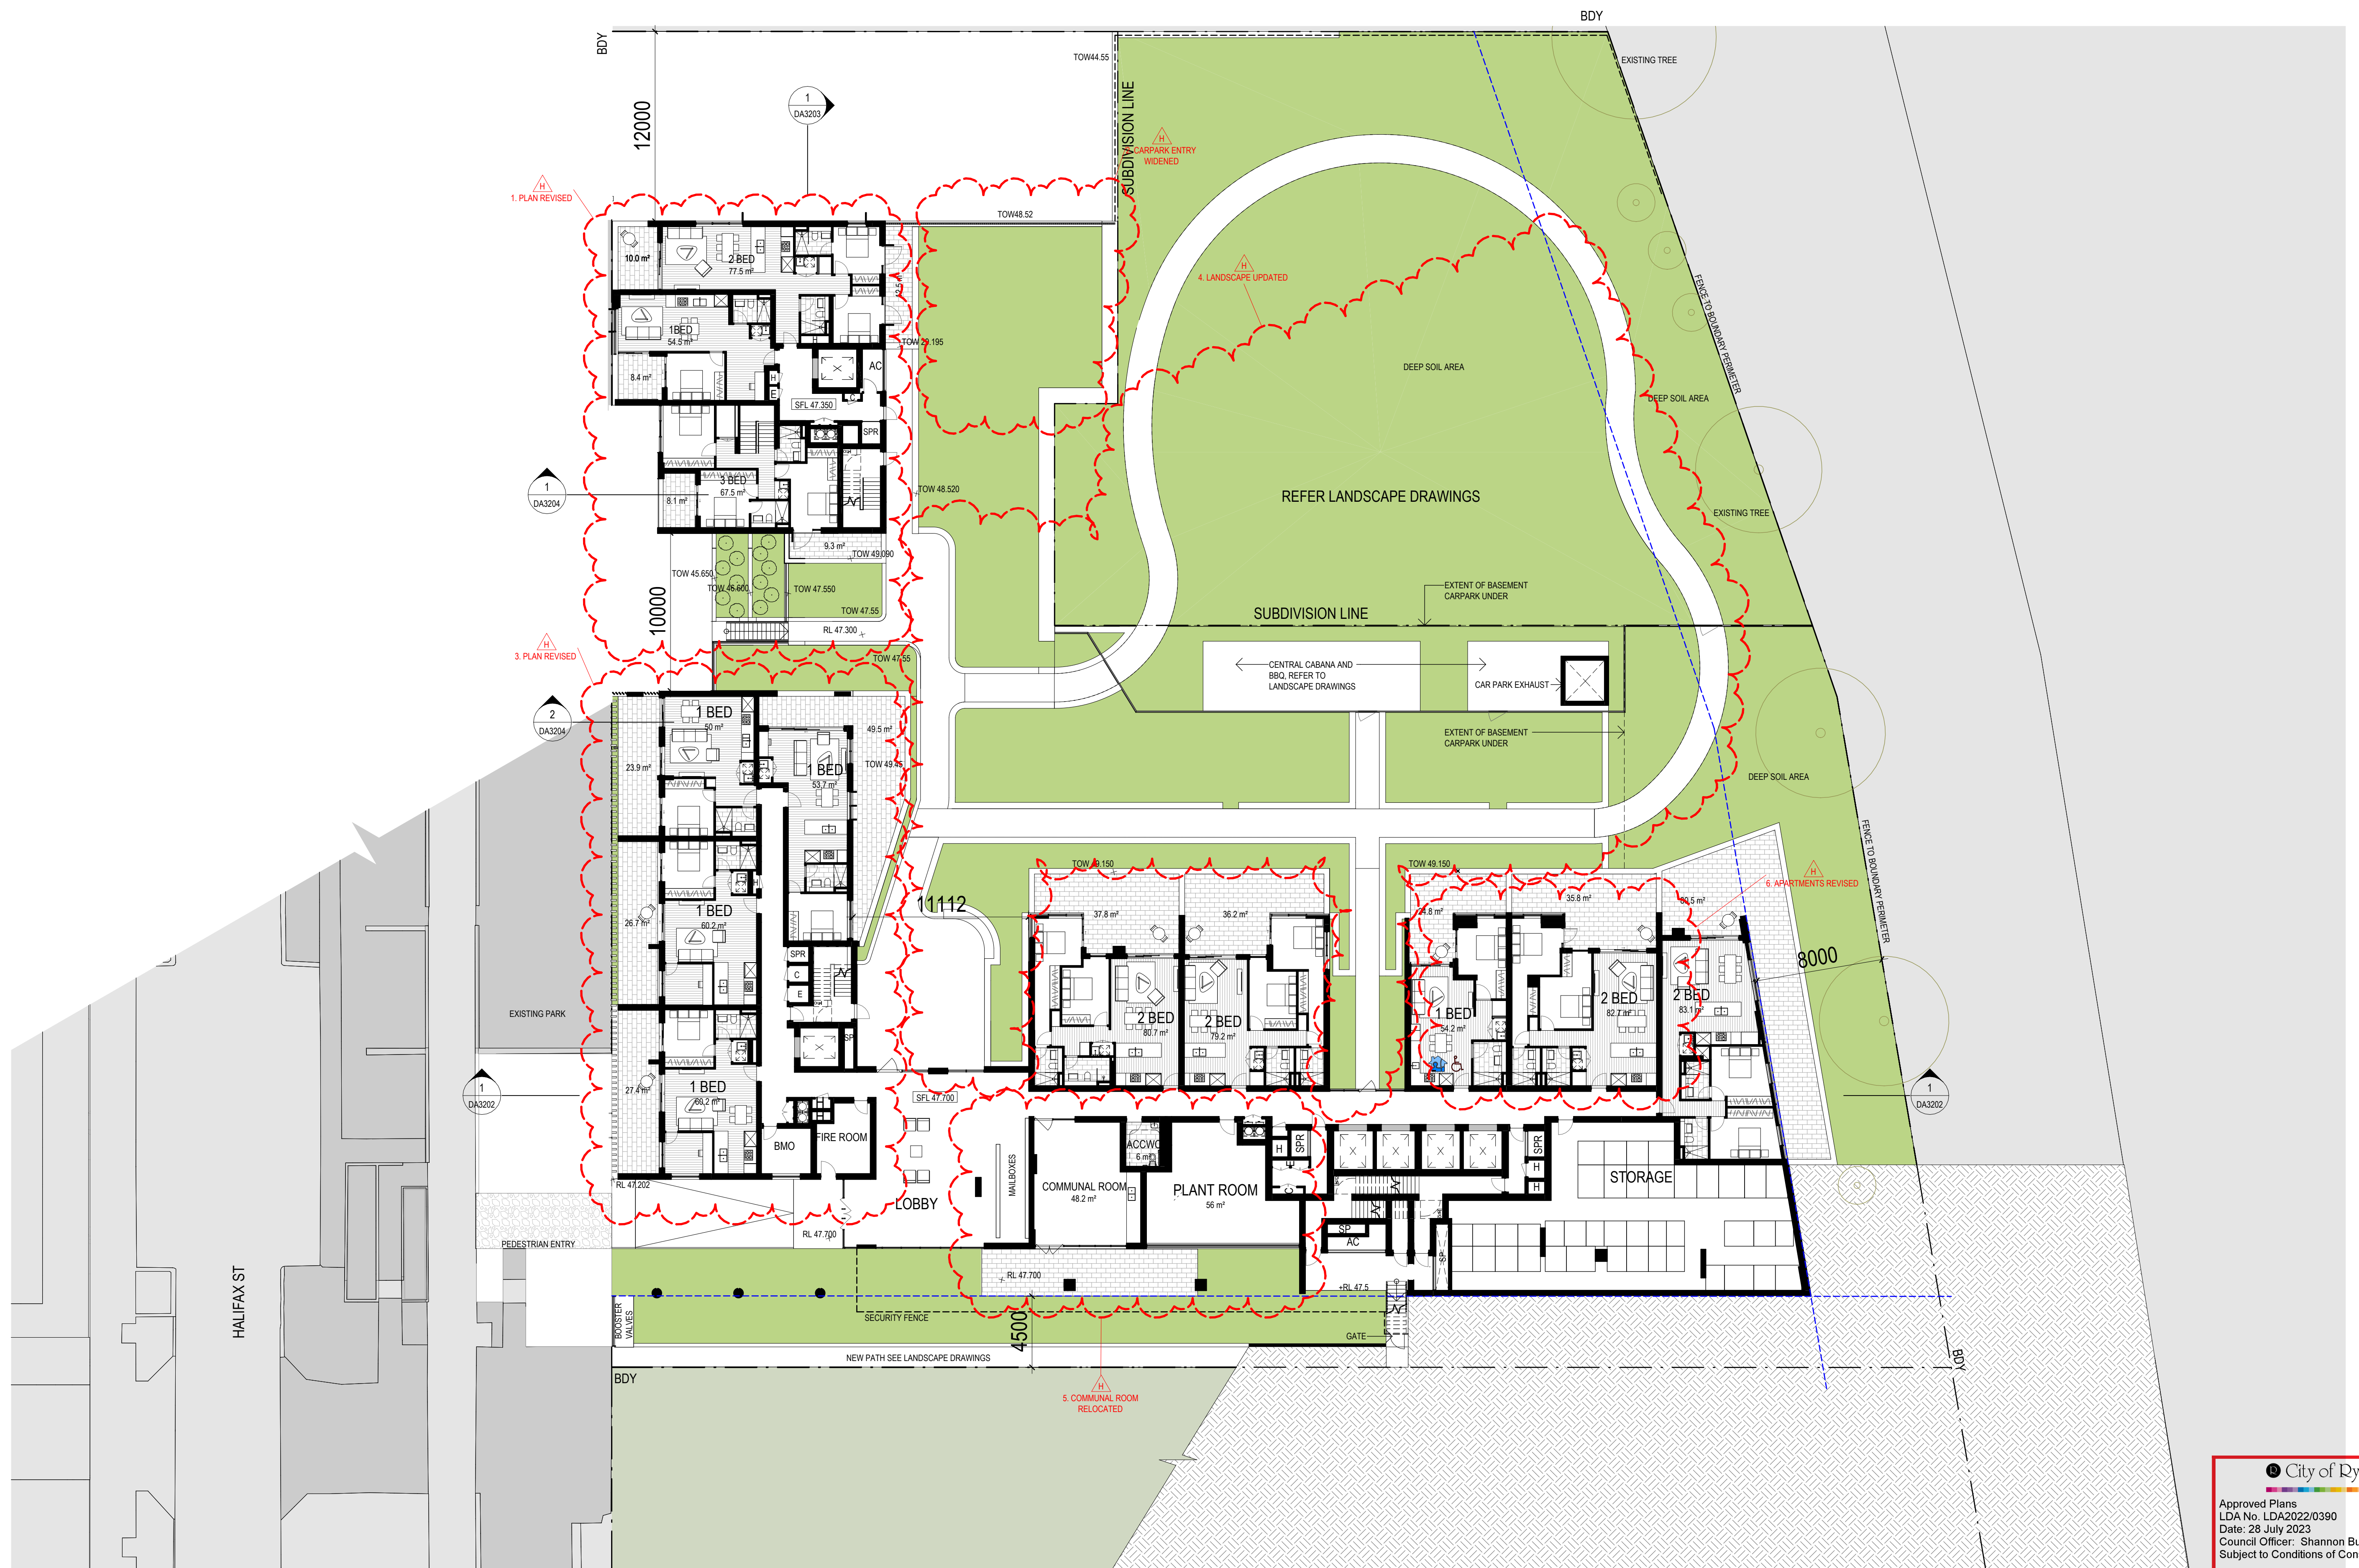 BDY
BDY
EXISTING TREE
TOW44.55
SUBDIVISION LINE
12000
1
DA3203
H
CARPARK ENTRY
WIDENED
H
1. PLAN REVISED
TOW48.52
10.0 m²
2 BED
77.5 m²
H
4. LANDSCAPE UPDATED
FENCE TO BOUNDARY PERIMETER
1BED
54.5 m²
TOW 29.195
AC
8.4 m²
H
E
C
SFL 47.350
SPR
DEEP SOIL AREA
DEEP SOIL AREA
3 BED
67.5 m²
8.1 m²
1
DA3204
TOW 48.520
REFER LANDSCAPE DRAWINGS
EXISTING TREE
9.3 m²
TOW 49.090
TOW 45.650
TOW 46.600
TOW 47.550
TOW 47.55
10000
RL 47.300
EXTENT OF BASEMENT
CARPARK UNDER
SUBDIVISION LINE
H
3. PLAN REVISED
TOW 47.55
CENTRAL CABANA AND
BBQ, REFER TO
LANDSCAPE DRAWINGS
CAR PARK EXHAUST
2
DA3204
1 BED
50 m²
49.5 m²
EXTENT OF BASEMENT
CARPARK UNDER
23.9 m²
1 BED
53.7 m²
TOW 49.45
DEEP SOIL AREA
FENCE TO BOUNDARY PERIMETER
TOW 49.150
TOW 49.150
H
6. APARTMENTS REVISED
26.7 m²
1 BED
60.2 m²
11112
37.8 m²
36.2 m²
35.8 m²
8000
SPR
C
E
SP
EXISTING PARK
2 BED
80.7 m²
2 BED
79.2 m²
1 BED
54.2 m²
2 BED
82.7 m²
2 BED
83.1 m²
27.4 m²
1 BED
60.2 m²
1
DA3202
1
DA3202
SFL 47.700
BMO
FIRE ROOM
MAILBOXES
ACCWC
6 m²
COMMUNAL ROOM
48.2 m²
PLANT ROOM
56 m²
H
SPR
E
C
SPR
H
H
STORAGE
RL 47.202
LOBBY
RL 47.700
PEDESTRIAN ENTRY
SP
AC
SP
RL 47.700
+RL 47.5
HALIFAX ST
BOOSTER
VALVES
SECURITY FENCE
4500
GATE
NEW PATH SEE LANDSCAPE DRAWINGS
BDY
BDY
H
5. COMMUNAL ROOM
RELOCATED
City of Ry
Approved Plans
LDA No. LDA2022/0390
Date: 28 July 2023
Council Officer: Shannon Bu
Subject to Conditions of Con